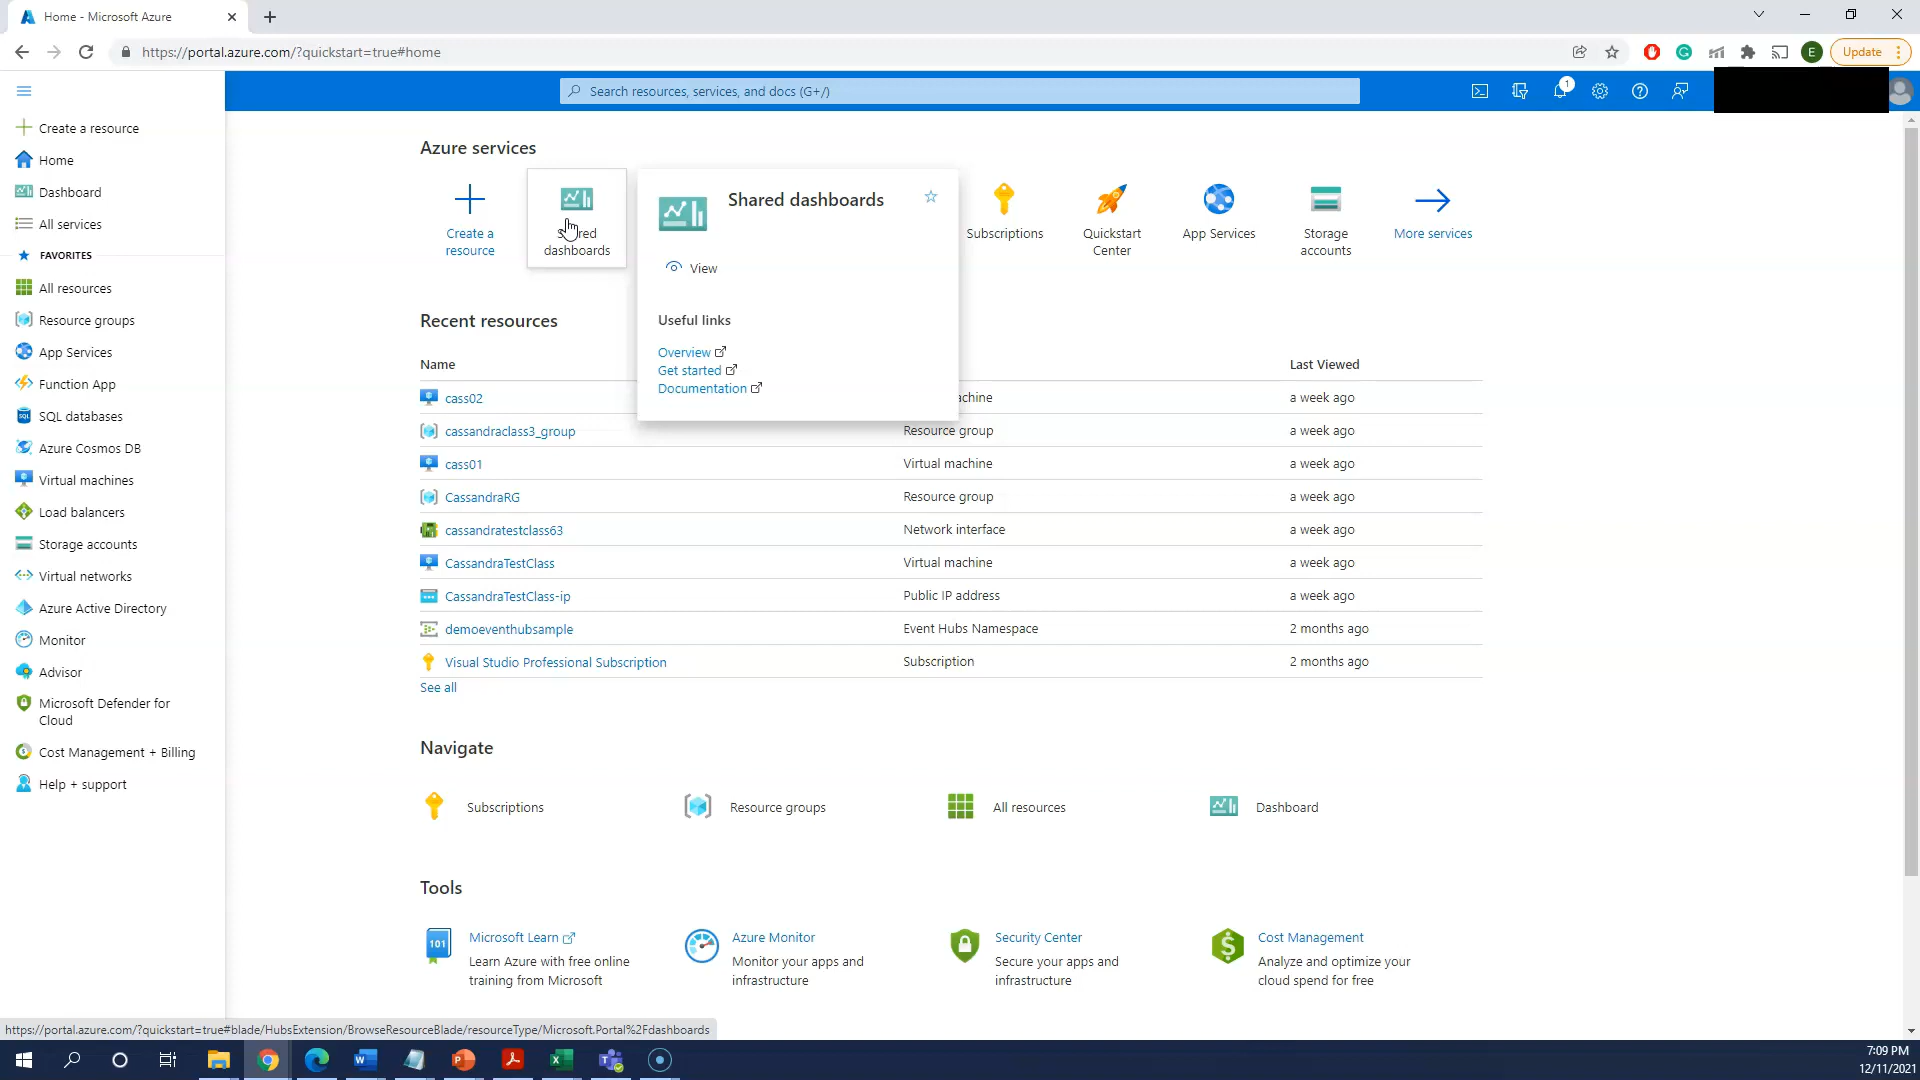 Home - Microsoft Azure
https://portal.azure.com/?quickstart=true#home
E
Update
Search resources, services, and docs (G+/)
1
Create a resource
Home
Dashboard
All services
FAVORITES
All resources
Resource groups
App Services
Function App
SQL databases
Azure Cosmos DB
Virtual machines
Load balancers
Storage accounts
Virtual networks
Azure Active Directory
Monitor
Advisor
Microsoft Defender for
Cloud
Cost Management + Billing
Help + support
Azure services
Create a
resource
dashboards
Shared dashboards
View
Useful links
Overview
Get started
Documentation
Subscriptions
Quickstart
Center
App Services
Storage
accounts
More services
Recent resources
Name
Last Viewed
cass02
achine
a week ago
cassandraclass3_group
Resource group
a week ago
cass01
Virtual machine
a week ago
CassandraRG
Resource group
a week ago
cassandratestclass63
Network interface
a week ago
CassandraTestClass
Virtual machine
a week ago
CassandraTestClass-ip
Public IP address
a week ago
demoeventhubsample
Event Hubs Namespace
2 months ago
Visual Studio Professional Subscription
Subscription
2 months ago
See all
Navigate
Subscriptions
Resource groups
All resources
Dashboard
Tools
101
Microsoft Learn
Learn Azure with free online
training from Microsoft
Azure Monitor
Monitor your apps and
infrastructure
Security Center
Secure your apps and
infrastructure
Cost Management
Analyze and optimize your
cloud spend for free
https://portal.azure.com/?quickstart=true#blade/HubsExtension/BrowseResourceBlade/resourceType/Microsoft.Portal%2Fdashboards
7:09 PM
12/11/2021